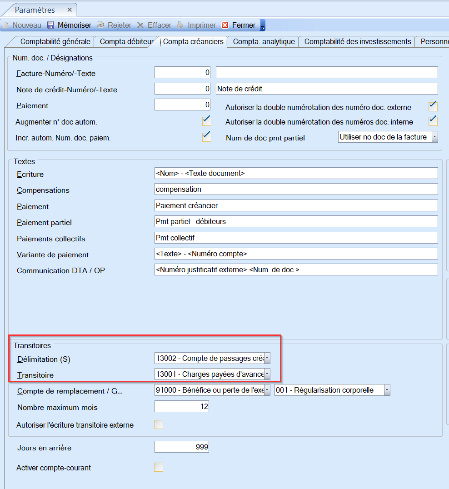 Paramètres ×
Nouveau Mémoriser Rejeter Effacer Imprimer Fermer
Comptabilité générale Compta débiteurs Compta créanciers Compta. analytique Comptabilité des investissements Personne
Num. doc. / Désignations
Facture-Numéro/-Texte 0
Note de crédit-Numéro/-Texte 0 Note de crédit
Paiement 0 Autoriser la double numérotation des numéro doc. externe
Augmenter n° doc autom. Autoriser la double numérotation des numéros doc. interne
Incr. autom. Num. doc. paiem. Num de doc pmt partiel Utiliser no doc de la facture
Textes
Ecriture <Nom> - <Texte document>
Compensations compensation
Paiement Paiement créancier
Paiement partiel Pmt partiel débiteurs
Paiements collectifs Pmt collectif
Variante de paiement <Texte> - <Numéro compte>
Communication DTA / OP <Numéro justificatif externe> <Num. de doc.>
Transitoires
Délimitation (S) 13002 - Compte de passages créa
Transitoire 13001 - Charges payées d'avance
Compte de remplacement / G... 91000 - Bénéfice ou perte de l'exe 001 - Régularisation corporelle
Nombre maximum mois 12
Autoriser l'écriture transitoire externe
Jours en arrière 999
Activer compte-courant